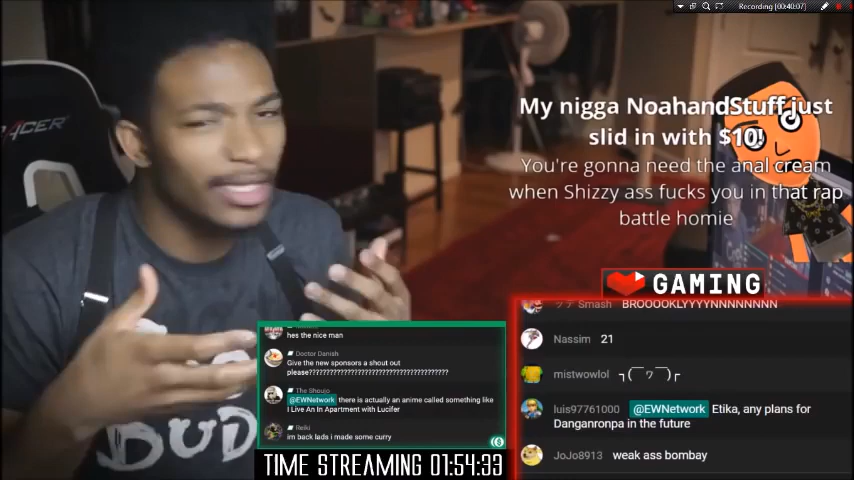 Recording [00:40:07]
ACER
My nigga NoahandStuff just
slid in with $10!
You're gonna need the anal cream
when Shizzy ass fucks you in that rap
battle homie
DUD
GAMING
Smash BROOOOKLYYYYNNNNNNNNN
Nassim 21
mistwowlol ┐(￣ヮ￣)┌
luis97761000 @EWNetwork Etika, any plans for
Danganronpa in the future
JoJo8913 weak ass bombay
hes the nice man
Doctor Danish
Give the new sponsors a shout out
please????????????????????????????????????????
The Shoujo
@EWNetwork there is actually an anime called something like
I Live An In Apartment with Lucifer
Reiki
im back lads i made some curry
TIME STREAMING 01:54:33